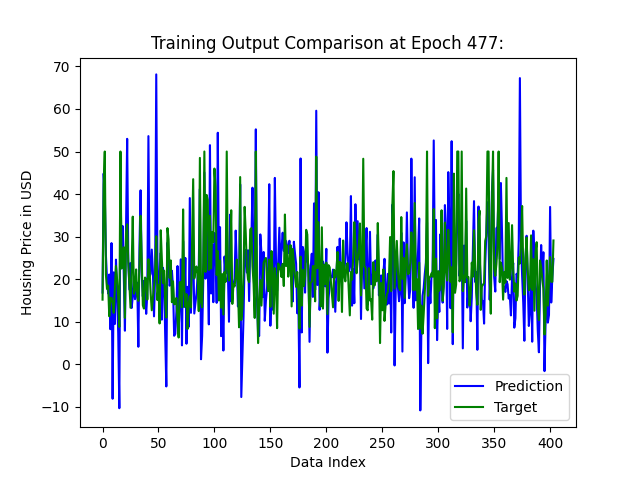 Training Output Comparison at Epoch 477:
Housing Price in USD
70
60
50
40
30
20
10
0
−10
0 50 100 150 200 250 300 350 400
Data Index
Prediction
Target